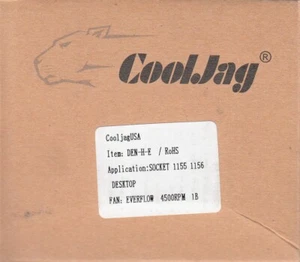 CoolJag®
CooljagUSA
Item: DEN-H-E / RoHS
Application:SOCKET 1155 1156
DESKTOP
FAN: EVERFLOW 4500RPM 1B